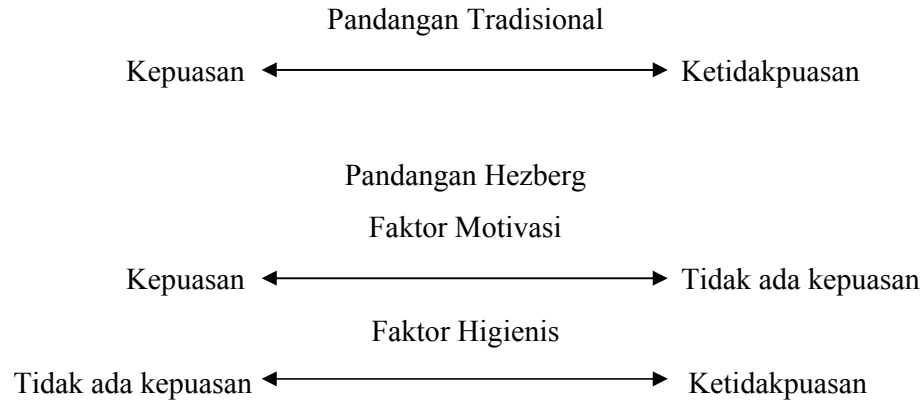 Pandangan Tradisional
Kepuasan Ketidakpuasan
Pandangan Hezberg
Faktor Motivasi
Kepuasan Tidak ada kepuasan
Faktor Higienis
Tidak ada kepuasan Ketidakpuasan